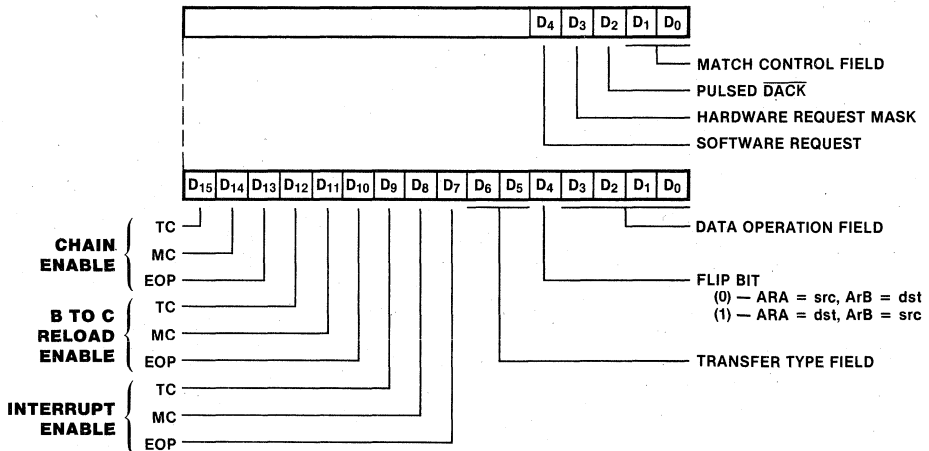 D4 D3 D2 D1 D0
MATCH CONTROL FIELD
PULSED DACK
HARDWARE REQUEST MASK
SOFTWARE REQUEST
D15 D14 D13 D12 D11 D10 D9 D8 D7 D6 D5 D4 D3 D2 D1 D0
CHAIN ENABLE
TC
MC
EOP
B TO C RELOAD ENABLE
TC
MC
EOP
INTERRUPT ENABLE
TC
MC
EOP
DATA OPERATION FIELD
FLIP BIT
(0) — ARA = src, ArB = dst
(1) — ARA = dst, ArB = src
TRANSFER TYPE FIELD